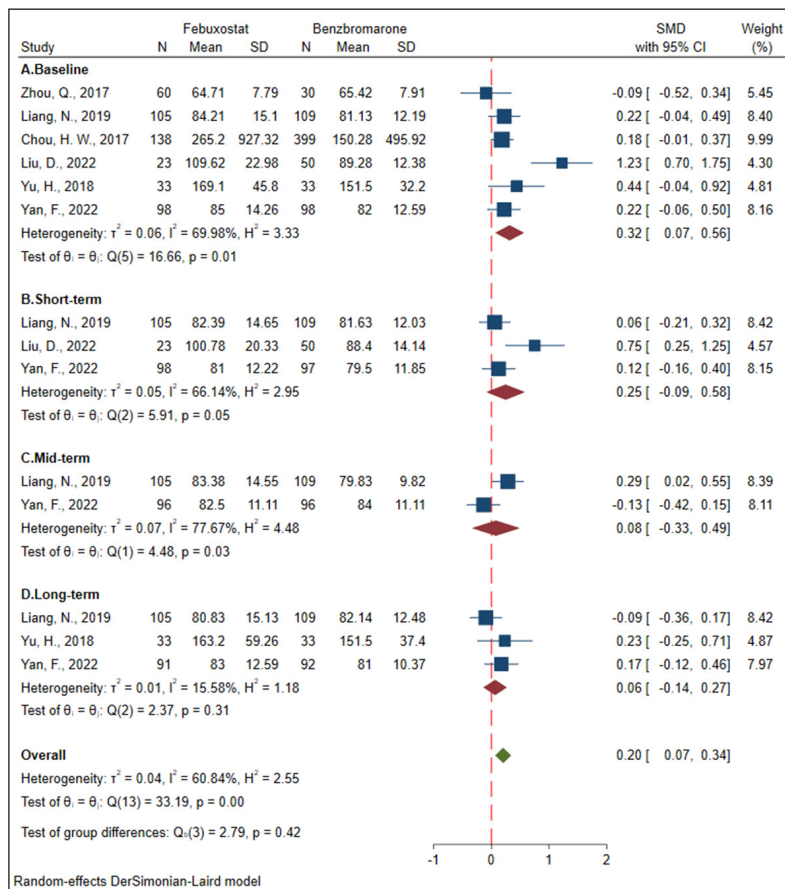 Febuxostat Benzbromarone SMD Weight
Study N Mean SD N Mean SD with 95% CI (%)
A.Baseline
Zhou, Q., 2017 60 64.71 7.79 30 65.42 7.91 -0.09 [ -0.52, 0.34] 5.45
Liang, N., 2019 105 84.21 15.1 109 81.13 12.19 0.22 [ -0.04, 0.49] 8.40
Chou, H. W., 2017 138 265.2 927.32 399 150.28 495.92 0.18 [ -0.01, 0.37] 9.99
Liu, D., 2022 23 109.62 22.98 50 89.28 12.38 1.23 [ 0.70, 1.75] 4.30
Yu, H., 2018 33 169.1 45.8 33 151.5 32.2 0.44 [ -0.04, 0.92] 4.81
Yan, F., 2022 98 85 14.26 98 82 12.59 0.22 [ -0.06, 0.50] 8.16
Heterogeneity: τ² = 0.06, I² = 69.98%, H² = 3.33 0.32 [ 0.07, 0.56]
Test of θᵢ = θⱼ: Q(5) = 16.66, p = 0.01
B.Short-term
Liang, N., 2019 105 82.39 14.65 109 81.63 12.03 0.06 [ -0.21, 0.32] 8.42
Liu, D., 2022 23 100.78 20.33 50 88.4 14.14 0.75 [ 0.25, 1.25] 4.57
Yan, F., 2022 98 81 12.22 97 79.5 11.85 0.12 [ -0.16, 0.40] 8.15
Heterogeneity: τ² = 0.05, I² = 66.14%, H² = 2.95 0.25 [ -0.09, 0.58]
Test of θᵢ = θⱼ: Q(2) = 5.91, p = 0.05
C.Mid-term
Liang, N., 2019 105 83.38 14.55 109 79.83 9.82 0.29 [ 0.02, 0.55] 8.39
Yan, F., 2022 96 82.5 11.11 96 84 11.11 -0.13 [ -0.42, 0.15] 8.11
Heterogeneity: τ² = 0.07, I² = 77.67%, H² = 4.48 0.08 [ -0.33, 0.49]
Test of θᵢ = θⱼ: Q(1) = 4.48, p = 0.03
D.Long-term
Liang, N., 2019 105 80.83 15.13 109 82.14 12.48 -0.09 [ -0.36, 0.17] 8.42
Yu, H., 2018 33 163.2 59.26 33 151.5 37.4 0.23 [ -0.25, 0.71] 4.87
Yan, F., 2022 91 83 12.59 92 81 10.37 0.17 [ -0.12, 0.46] 7.97
Heterogeneity: τ² = 0.01, I² = 15.58%, H² = 1.18 0.06 [ -0.14, 0.27]
Test of θᵢ = θⱼ: Q(2) = 2.37, p = 0.31
Overall 0.20 [ 0.07, 0.34]
Heterogeneity: τ² = 0.04, I² = 60.84%, H² = 2.55
Test of θᵢ = θⱼ: Q(13) = 33.19, p = 0.00
Test of group differences: Qb(3) = 2.79, p = 0.42
-1 0 1 2
Random-effects DerSimonian-Laird model